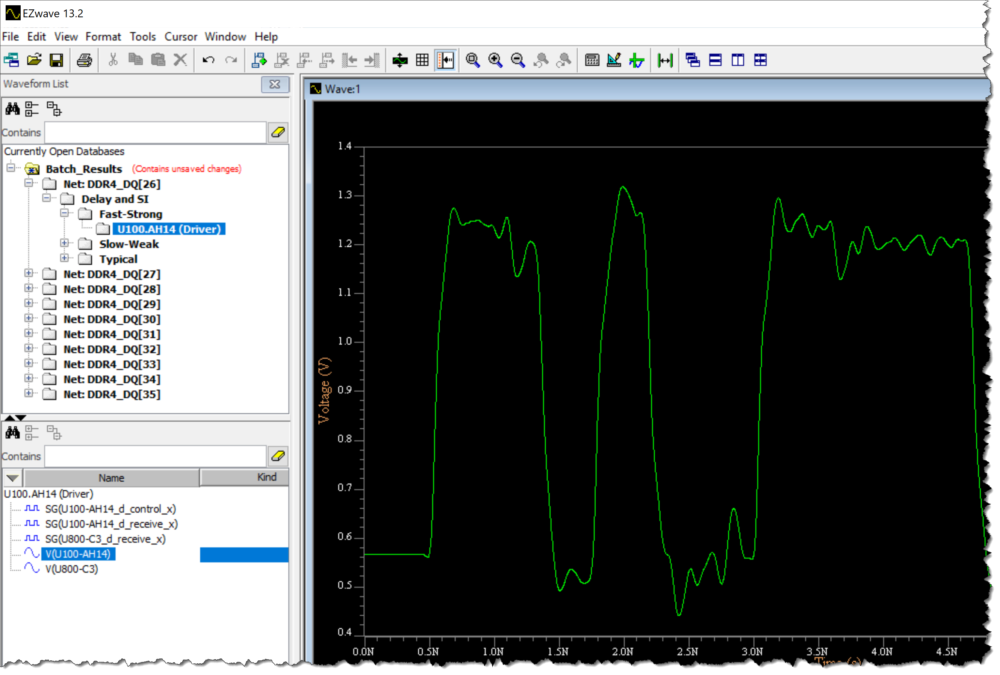 EZwave 13.2
File Edit View Format Tools Cursor Window Help
Waveform List
Contains
Currently Open Databases
Batch_Results (Contains unsaved changes)
Net: DDR4_DQ[26]
Delay and SI
Fast-Strong
U100.AH14 (Driver)
Slow-Weak
Typical
Net: DDR4_DQ[27]
Net: DDR4_DQ[28]
Net: DDR4_DQ[29]
Net: DDR4_DQ[30]
Net: DDR4_DQ[31]
Net: DDR4_DQ[32]
Net: DDR4_DQ[33]
Net: DDR4_DQ[34]
Net: DDR4_DQ[35]
Contains
Name Kind
U100.AH14 (Driver)
SG(U100-AH14_d_control_x)
SG(U100-AH14_d_receive_x)
SG(U800-C3_d_receive_x)
V(U100-AH14)
V(U800-C3)
Wave:1
1.4
1.3
1.2
1.1
1.0
0.9
0.8
0.7
0.6
0.5
0.4
Voltage (V)
0.0N 0.5N 1.0N 1.5N 2.0N 2.5N 3.0N 3.5N 4.0N 4.5N
Time (s)